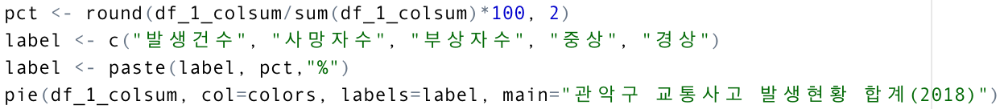 pct <- round(df_1_colsum/sum(df_1_colsum)*100, 2)
label <- c("발생건수", "사망자수", "부상자수", "중상", "경상")
label <- paste(label, pct,"%")
pie(df_1_colsum, col=colors, labels=label, main="관악구 교통사고 발생현황 합계(2018)")